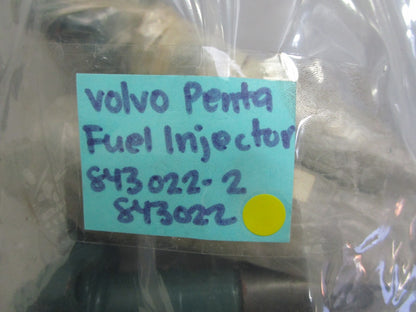 Volvo Penta
Fuel Injector
843022-2
843022